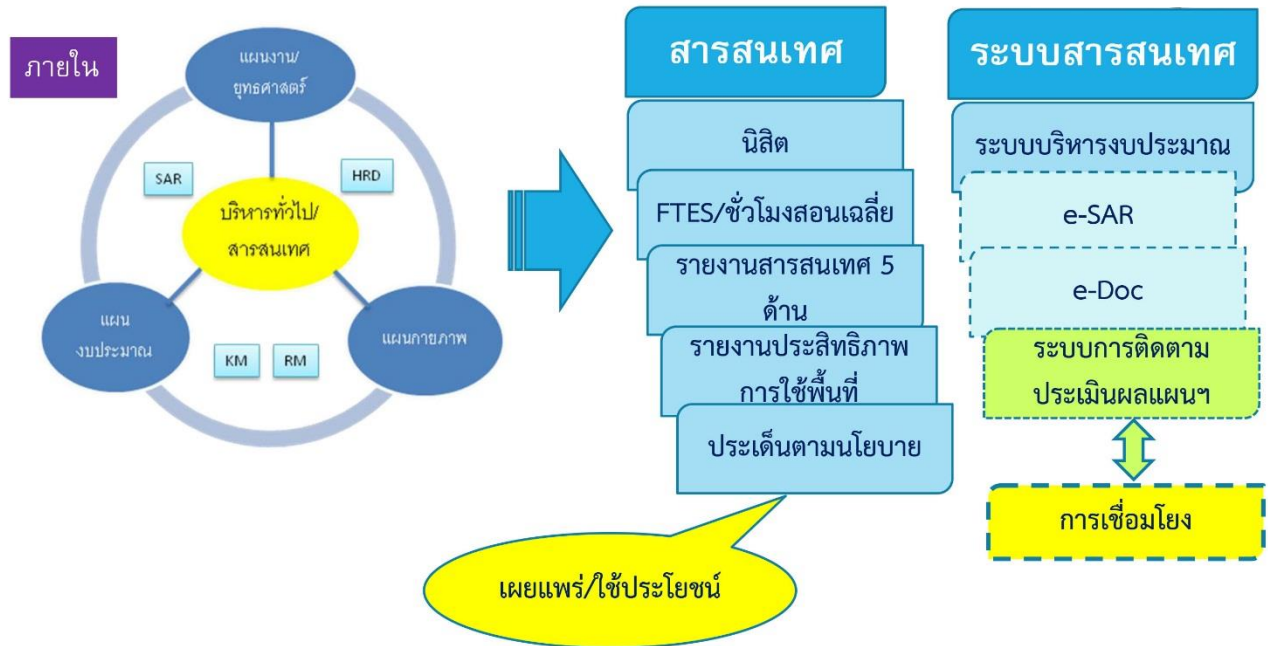 ภายใน
แผนงาน/
ยุทธศาสตร์
SAR
HRD
บริหารทั่วไป/
สารสนเทศ
แผน
งบประมาณ
แผนกายภาพ
KM
RM
สารสนเทศ
นิสิต
FTES/ชั่วโมงสอนเฉลี่ย
รายงานสารสนเทศ 5
ด้าน
รายงานประสิทธิภาพ
การใช้พื้นที่
ประเด็นตามนโยบาย
เผยแพร่/ใช้ประโยชน์
ระบบสารสนเทศ
ระบบบริหารงบประมาณ
e-SAR
e-Doc
ระบบการติดตาม
ประเมินผลแผนฯ
การเชื่อมโยง